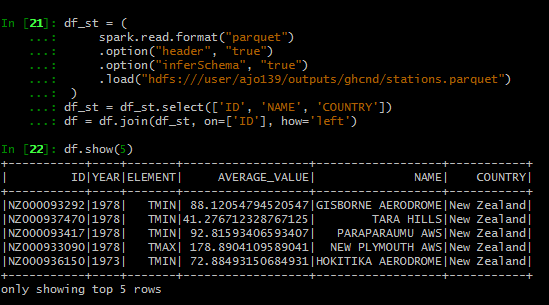 In [21]: df_st = (
    ...:       spark.read.format("parquet")
    ...:       .option("header", "true")
    ...:       .option("inferSchema", "true")
    ...:       .load("hdfs:///user/ajo139/outputs/ghcnd/stations.parquet")
    ...:   )
    ...: df_st = df_st.select(['ID', 'NAME', 'COUNTRY'])
    ...: df = df.join(df_st, on=['ID'], how='left')
In [22]: df.show(5)
+-----------+----+-------+------------------+------------------+-----------+
|         ID|YEAR|ELEMENT|     AVERAGE_VALUE|              NAME|    COUNTRY|
+-----------+----+-------+------------------+------------------+-----------+
|NZ000093292|1978|   TMIN| 88.12054794520547|GISBORNE AERODROME|New Zealand|
|NZ000937470|1978|   TMIN|41.276712328767125|        TARA HILLS|New Zealand|
|NZ000093417|1978|   TMIN| 92.81593406593407|   PARAPARAUMU AWS|New Zealand|
|NZ000933090|1978|   TMAX| 178.8904109589041|  NEW PLYMOUTH AWS|New Zealand|
|NZ000936150|1973|   TMIN| 72.88493150684931|HOKITIKA AERODROME|New Zealand|
+-----------+----+-------+------------------+------------------+-----------+
only showing top 5 rows